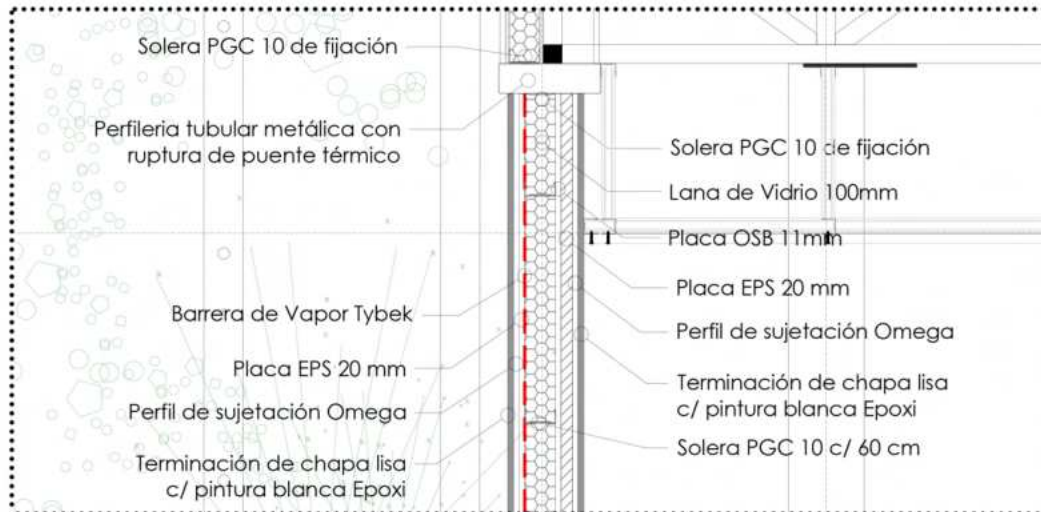 Solera PGC 10 de fijación
Perfileria tubular metálica con
ruptura de puente térmico
Barrera de Vapor Tybek
Placa EPS 20 mm
Perfil de sujetación Omega
Terminación de chapa lisa
c/ pintura blanca Epoxi
Solera PGC 10 de fijación
Lana de Vidrio 100mm
Placa OSB 11mm
Placa EPS 20 mm
Perfil de sujetación Omega
Terminación de chapa lisa
c/ pintura blanca Epoxi
Solera PGC 10 c/ 60 cm